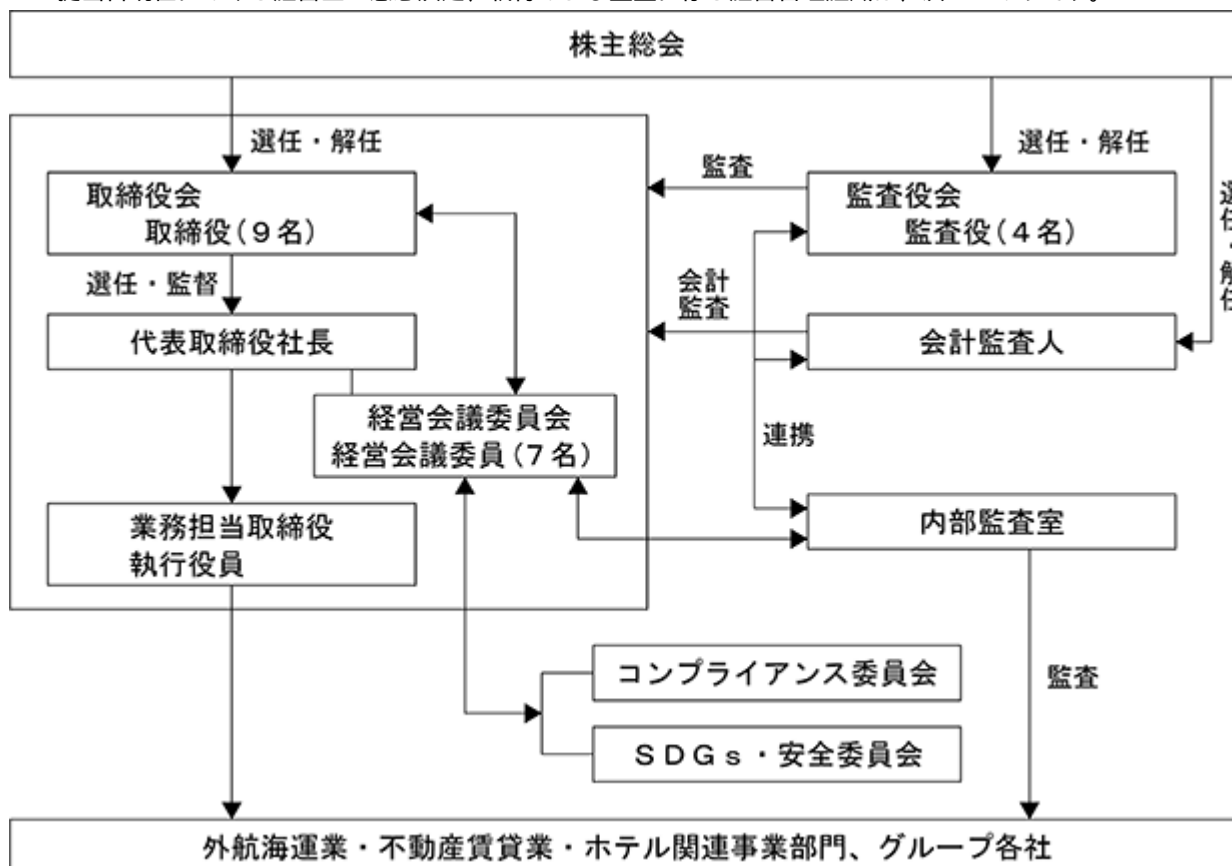 株主総会
選任・解任
選任・解任
選任・解任
監査
取締役会
取締役(9名)
監査役会
監査役(4名)
選任・監督
会計
監査
代表取締役社長
会計監査人
経営会議委員会
経営会議委員(7名)
連携
業務担当取締役
執行役員
内部監査室
コンプライアンス委員会
監査
SDGs・安全委員会
外航海運業・不動産賃貸業・ホテル関連事業部門、グループ各社